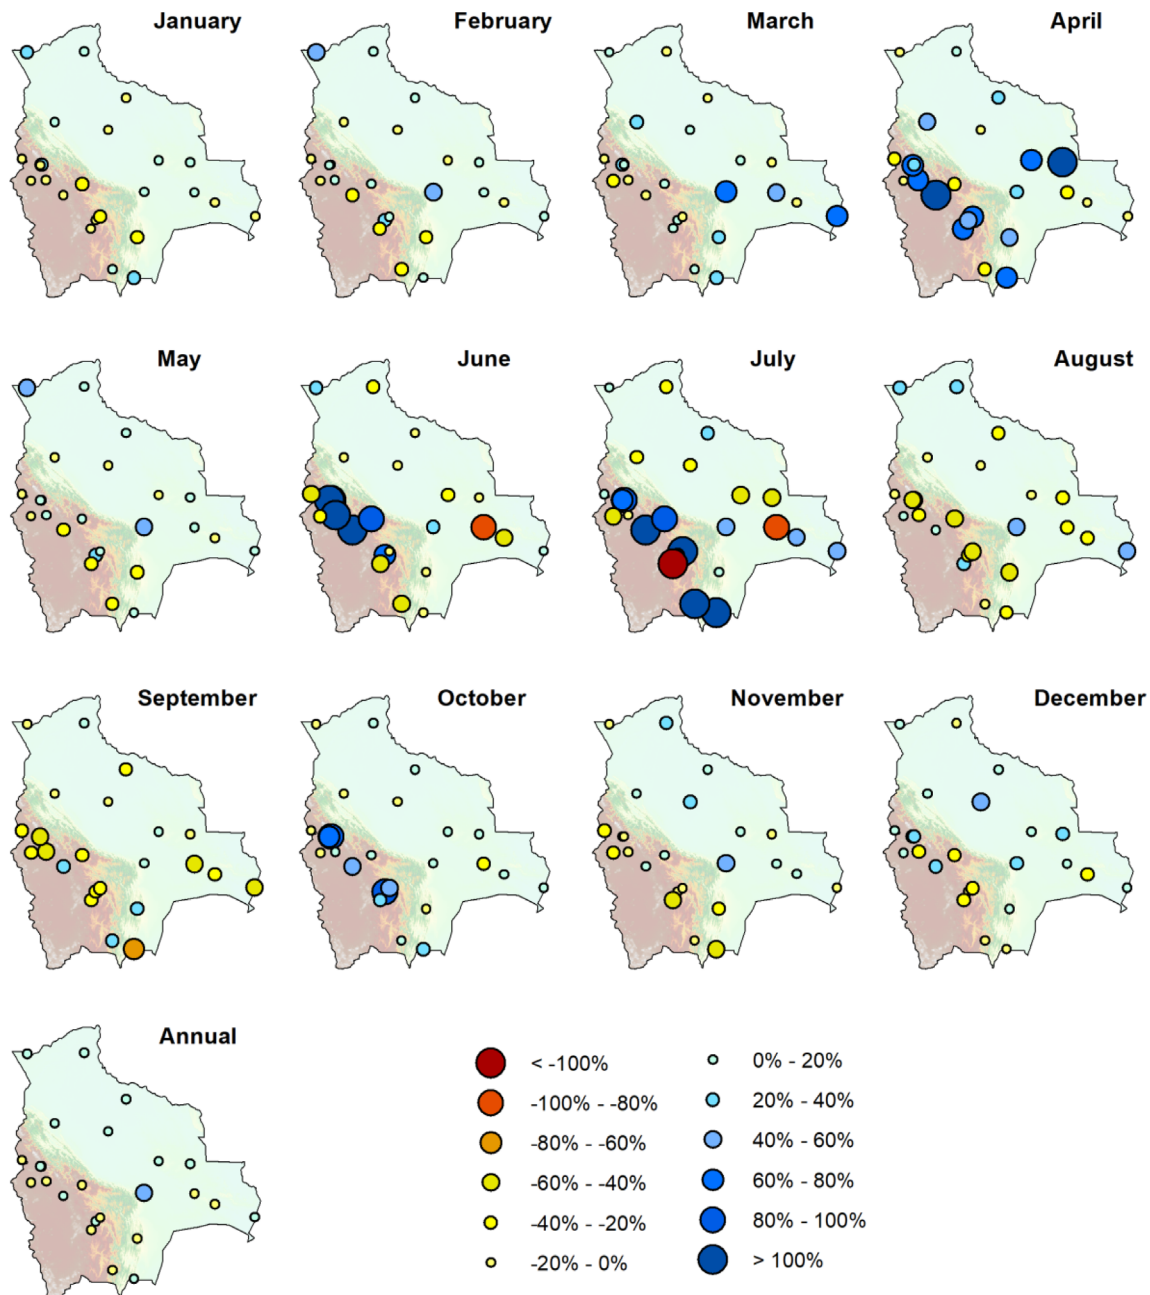 January
February
March
April
May
June
July
August
September
October
November
December
Annual
< -100%
-100% - -80%
-80% - -60%
-60% - -40%
-40% - -20%
-20% - 0%
0% - 20%
20% - 40%
40% - 60%
60% - 80%
80% - 100%
> 100%